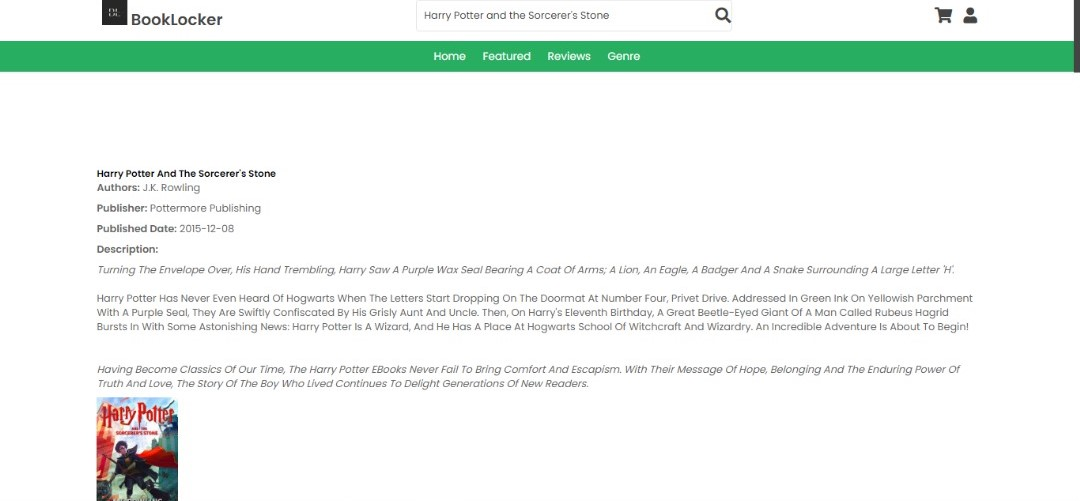 BL BookLocker
Harry Potter and the Sorcerer's Stone
Home Featured Reviews Genre
Harry Potter And The Sorcerer's Stone
Authors: J.K. Rowling
Publisher: Pottermore Publishing
Published Date: 2015-12-08
Description:
Turning The Envelope Over, His Hand Trembling, Harry Saw A Purple Wax Seal Bearing A Coat Of Arms; A Lion, An Eagle, A Badger And A Snake Surrounding A Large Letter 'H'.
Harry Potter Has Never Even Heard Of Hogwarts When The Letters Start Dropping On The Doormat At Number Four, Privet Drive. Addressed In Green Ink On Yellowish Parchment
With A Purple Seal, They Are Swiftly Confiscated By His Grisly Aunt And Uncle. Then, On Harry's Eleventh Birthday, A Great Beetle-Eyed Giant Of A Man Called Rubeus Hagrid
Bursts In With Some Astonishing News: Harry Potter Is A Wizard, And He Has A Place At Hogwarts School Of Witchcraft And Wizardry. An Incredible Adventure Is About To Begin!
Having Become Classics Of Our Time, The Harry Potter EBooks Never Fail To Bring Comfort And Escapism. With Their Message Of Hope, Belonging And The Enduring Power Of
Truth And Love, The Story Of The Boy Who Lived Continues To Delight Generations Of New Readers.
Harry Potter
AND THE
SORCERER'S STONE